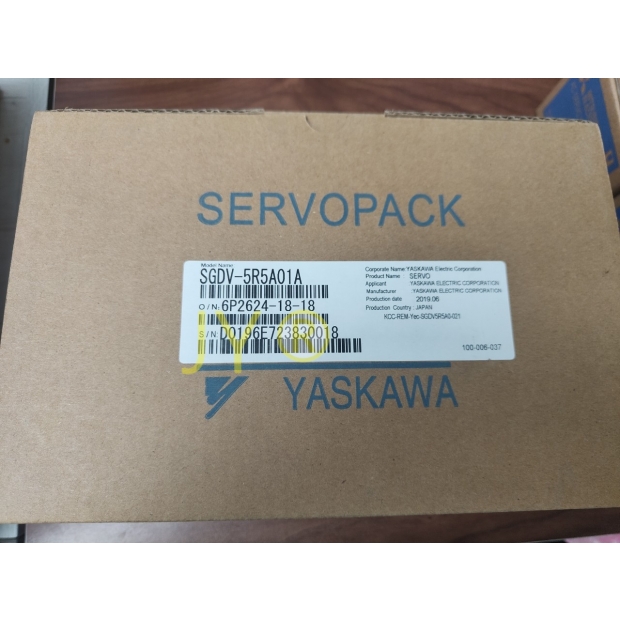 SERVOPACK
Model Name
SGDV-5R5A01A
O/N: 6P2624-18-18
S/N: D0196E723830018
Corporate Name: YASKAWA Electric Corporation
Product Name SERVO
Applicant YASKAWA ELECTRIC CORPORATION
Manufacturer :YASKAWA ELECTRIC CORPORATION
Production date 2019.06
Production Country : JAPAN
KCC-REM-Yec-SGDV5R5A0-021
100-006-037
JY®
YASKAWA